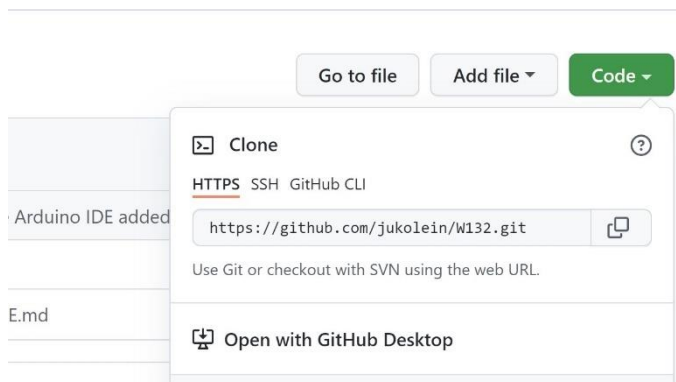 Go to file Add file Code
Clone
HTTPS SSH GitHub CLI
Arduino IDE added
https://github.com/jukolein/W132.git
Use Git or checkout with SVN using the web URL.
E.md
Open with GitHub Desktop